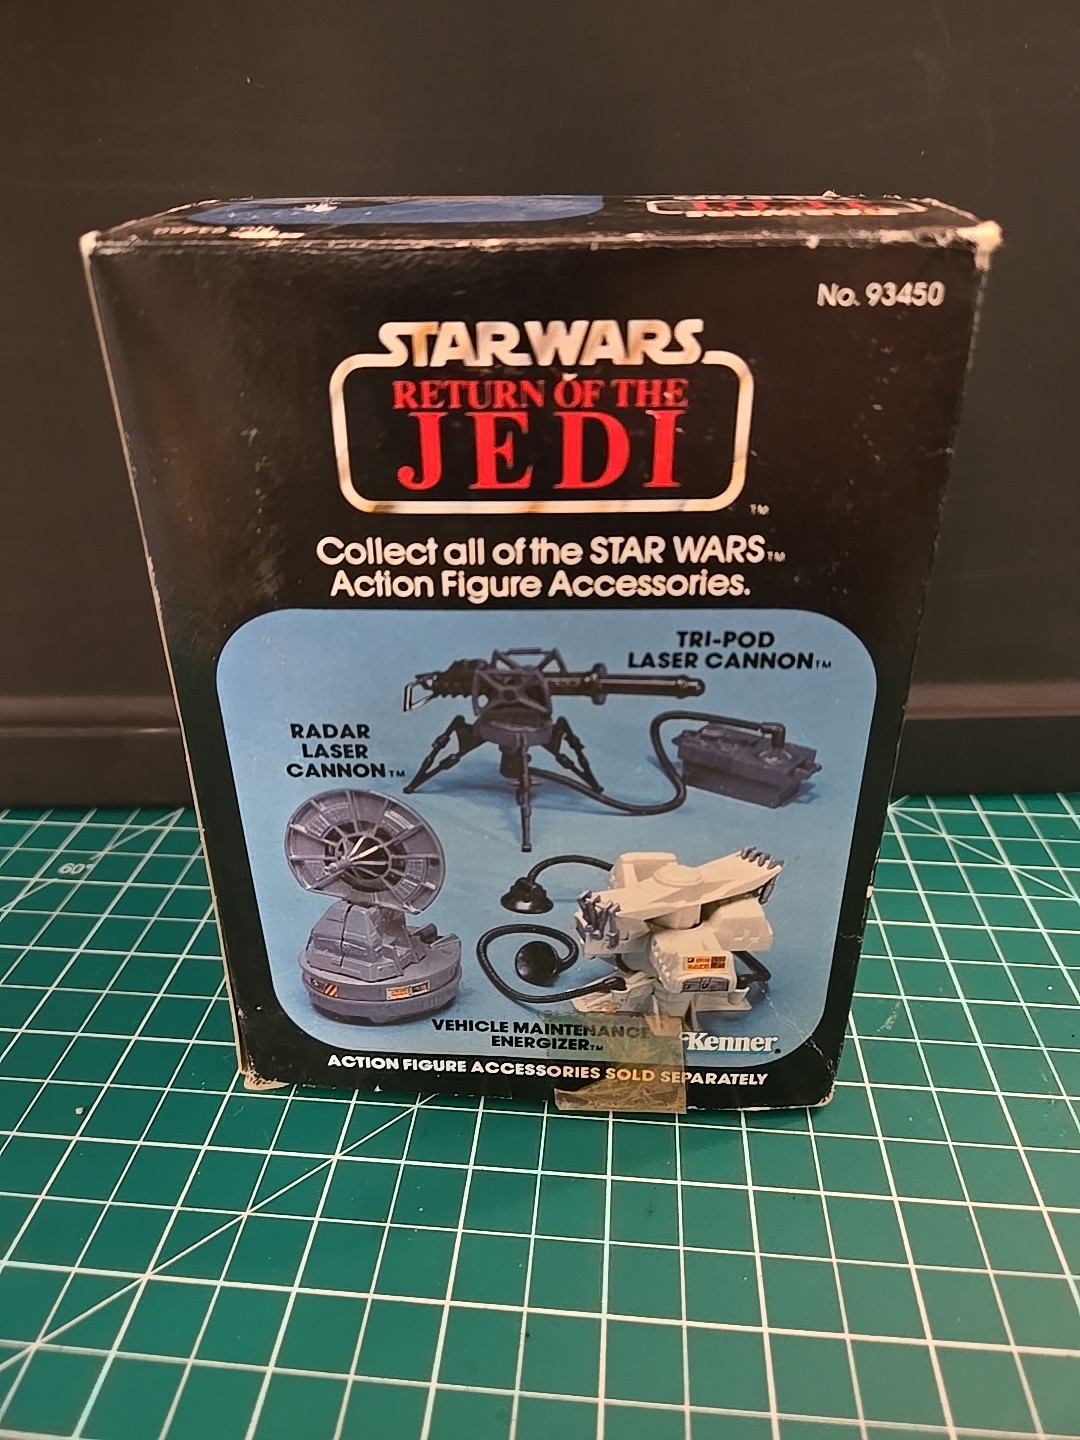 No. 93450
STAR WARS
RETURN OF THE
JEDI
TM
Collect all of the STAR WARS TM
Action Figure Accessories.
TRI-POD
LASER CANNON TM
RADAR
LASER
CANNON TM
VEHICLE MAINTENANCE
ENERGIZER TM
Kenner®
ACTION FIGURE ACCESSORIES SOLD SEPARATELY
60°